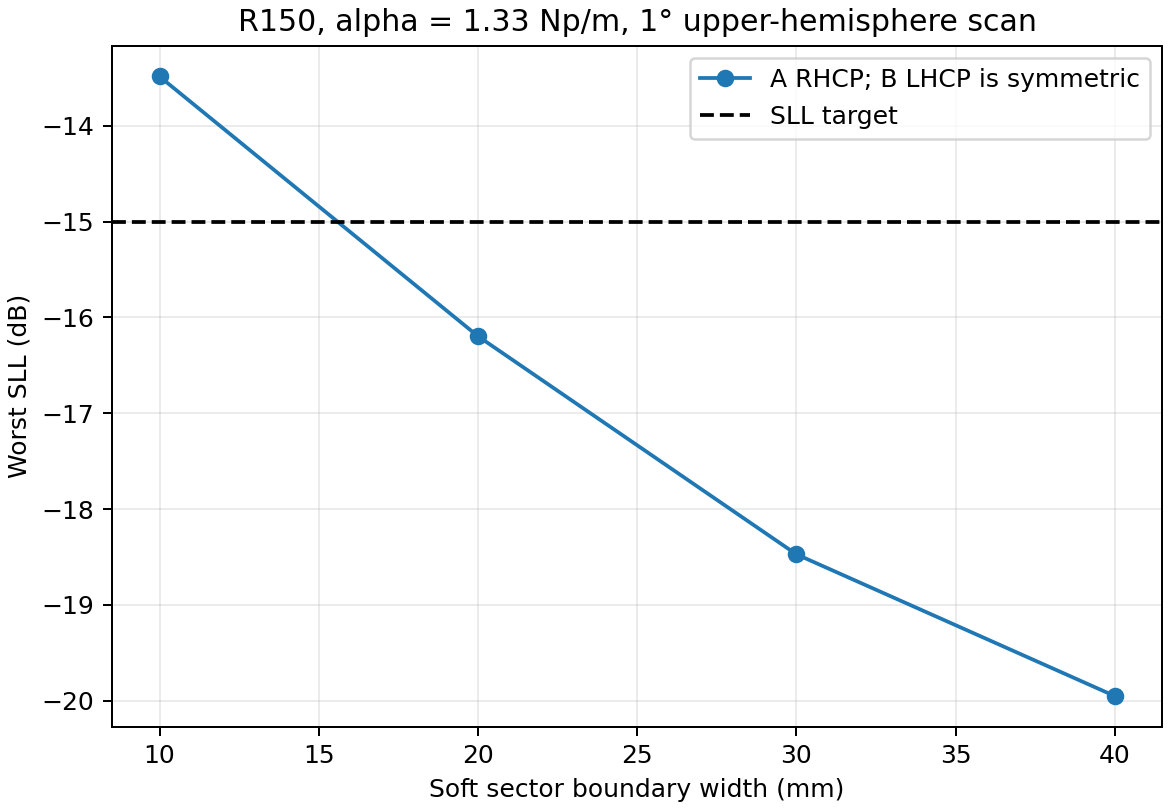 R150, alpha = 1.33 Np/m, 1° upper-hemisphere scan
A RHCP; B LHCP is symmetric
SLL target
Worst SLL (dB)
−14
−15
−16
−17
−18
−19
−20
10 15 20 25 30 35 40
Soft sector boundary width (mm)